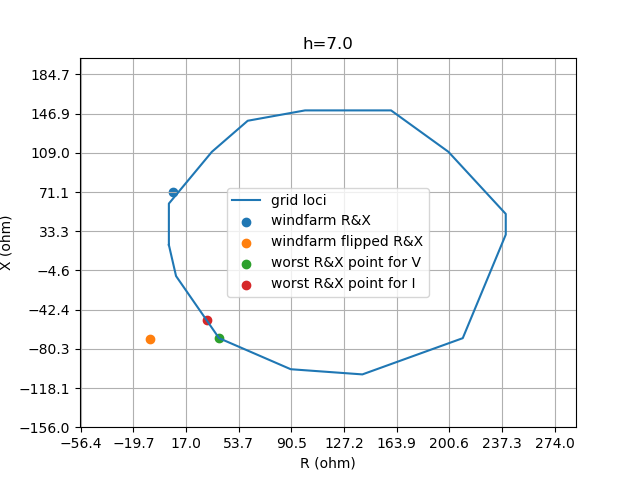 h=7.0
184.7
146.9
109.0
71.1
33.3
−4.6
−42.4
−80.3
−118.1
−156.0
X (ohm)
grid loci
windfarm R&X
windfarm flipped R&X
worst R&X point for V
worst R&X point for I
−56.4 −19.7 17.0 53.7 90.5 127.2 163.9 200.6 237.3 274.0
R (ohm)